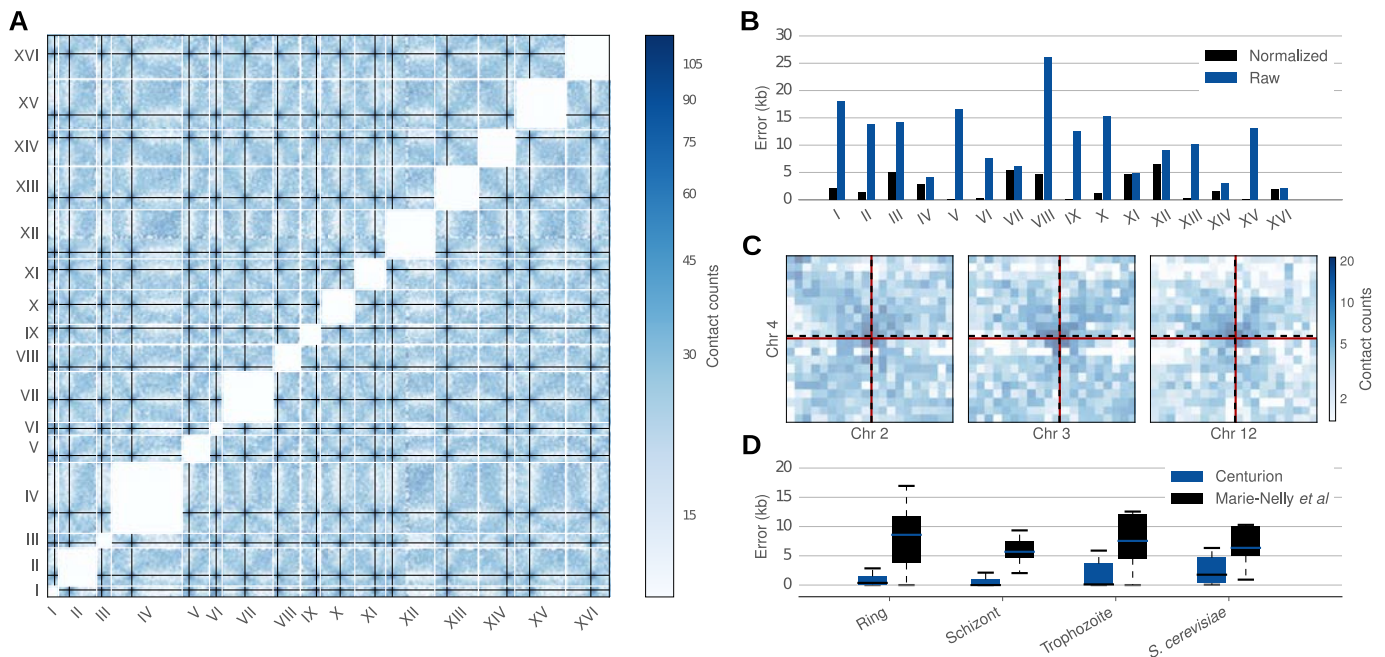 A
XVI
XV
XIV
XIII
XII
XI
X
IX
VIII
VII
VI
V
IV
III
II
I
I II III IV V VI VII VIII IX X XI XII XIII XIV XV XVI
105
90
75
60
45
30
15
Contact counts
B
30
25
20
15
10
5
0
Error (kb)
Normalized
Raw
I II III IV V VI VII VIII IX X XI XII XIII XIV XV XVI
C
Chr 4
Chr 2 Chr 3 Chr 12
20
10
5
2
Contact counts
D
20
15
10
5
0
Error (kb)
Centurion
Marie-Nelly et al
Ring Schizont Trophozoite S. cerevisiae